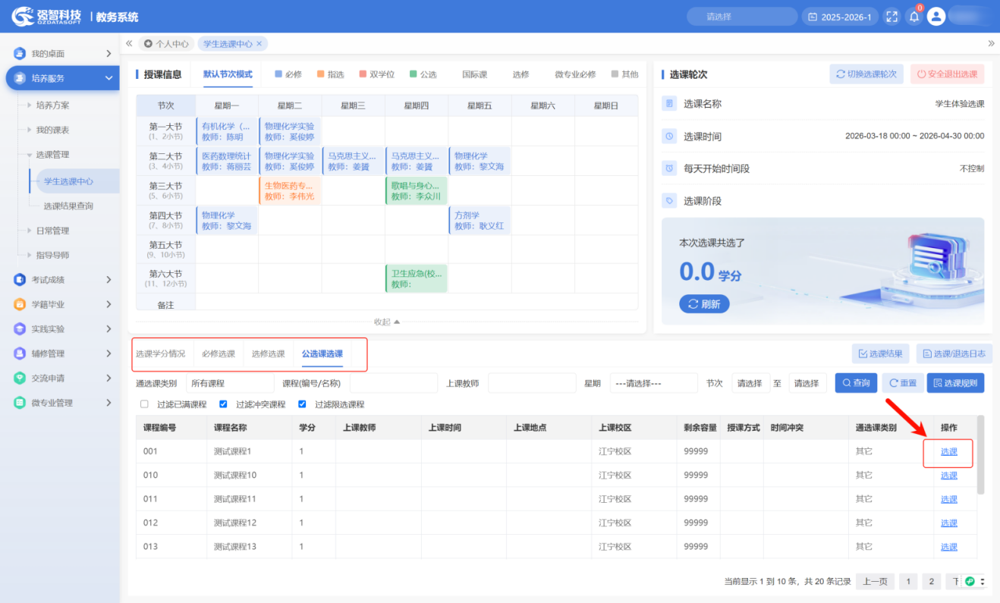 强智科技
QZDATASOFT
教务系统
请选择
2025-2026-1
0
我的桌面
培养服务
培养方案
我的课表
选课管理
学生选课中心
选课结果查询
日常管理
指导导师
考试成绩
学籍毕业
实践实验
辅修管理
交流申请
微专业管理
个人中心
学生选课中心 ×
授课信息 默认节次模式 必修 指选 双学位 公选 国际课 选修 微专业必修 其他
节次 星期一 星期二 星期三 星期四 星期五 星期六 星期日
第一大节
(1、2小节)
有机化学（...
教师：陈明
物理化学实验
教师：奚俊婷
第二大节
(3、4小节)
医药数理统计
教师：蒋丽芸
物理化学实验
教师：奚俊婷
马克思主义...
教师：姜翯
马克思主义...
教师：姜翯
物理化学
教师：黎文海
第三大节
(5、6小节)
生物医药专...
教师：李伟光
歌唱与身心...
教师：李众川
第四大节
(7、8小节)
物理化学
教师：黎文海
方剂学
教师：耿义红
第五大节
(9、10小节)
第六大节
(11、12小节)
卫生应急(校...
教师：
备注
收起
选课轮次 切换选课轮次 安全退出选课
选课名称 学生体验选课
选课时间 2026-03-18 00:00 ~ 2026-04-30 00:00
每天开始时间段 不控制
选课阶段
本次选课共选了
0.0 学分
刷新
选课学分情况 必修选课 选修选课 公选课选课 选课结果 选课/退选日志
通选课类别 所有课程 课程(编号/名称) 上课教师 星期 ---请选择--- 节次 请选择 至 请选择 查询 重置 选课规则
过滤已满课程 过滤冲突课程 过滤限选课程
课程编号 课程名称 学分 上课教师 上课时间 上课地点 上课校区 剩余容量 授课方式 时间冲突 通选课类别 操作
001 测试课程1 1 江宁校区 99999 其它 选课
010 测试课程10 1 江宁校区 99999 其它 选课
011 测试课程11 1 江宁校区 99999 其它 选课
012 测试课程12 1 江宁校区 99999 其它 选课
013 测试课程13 1 江宁校区 99999 其它 选课
当前显示 1 到 10 条，共 20 条记录 上一页 1 2